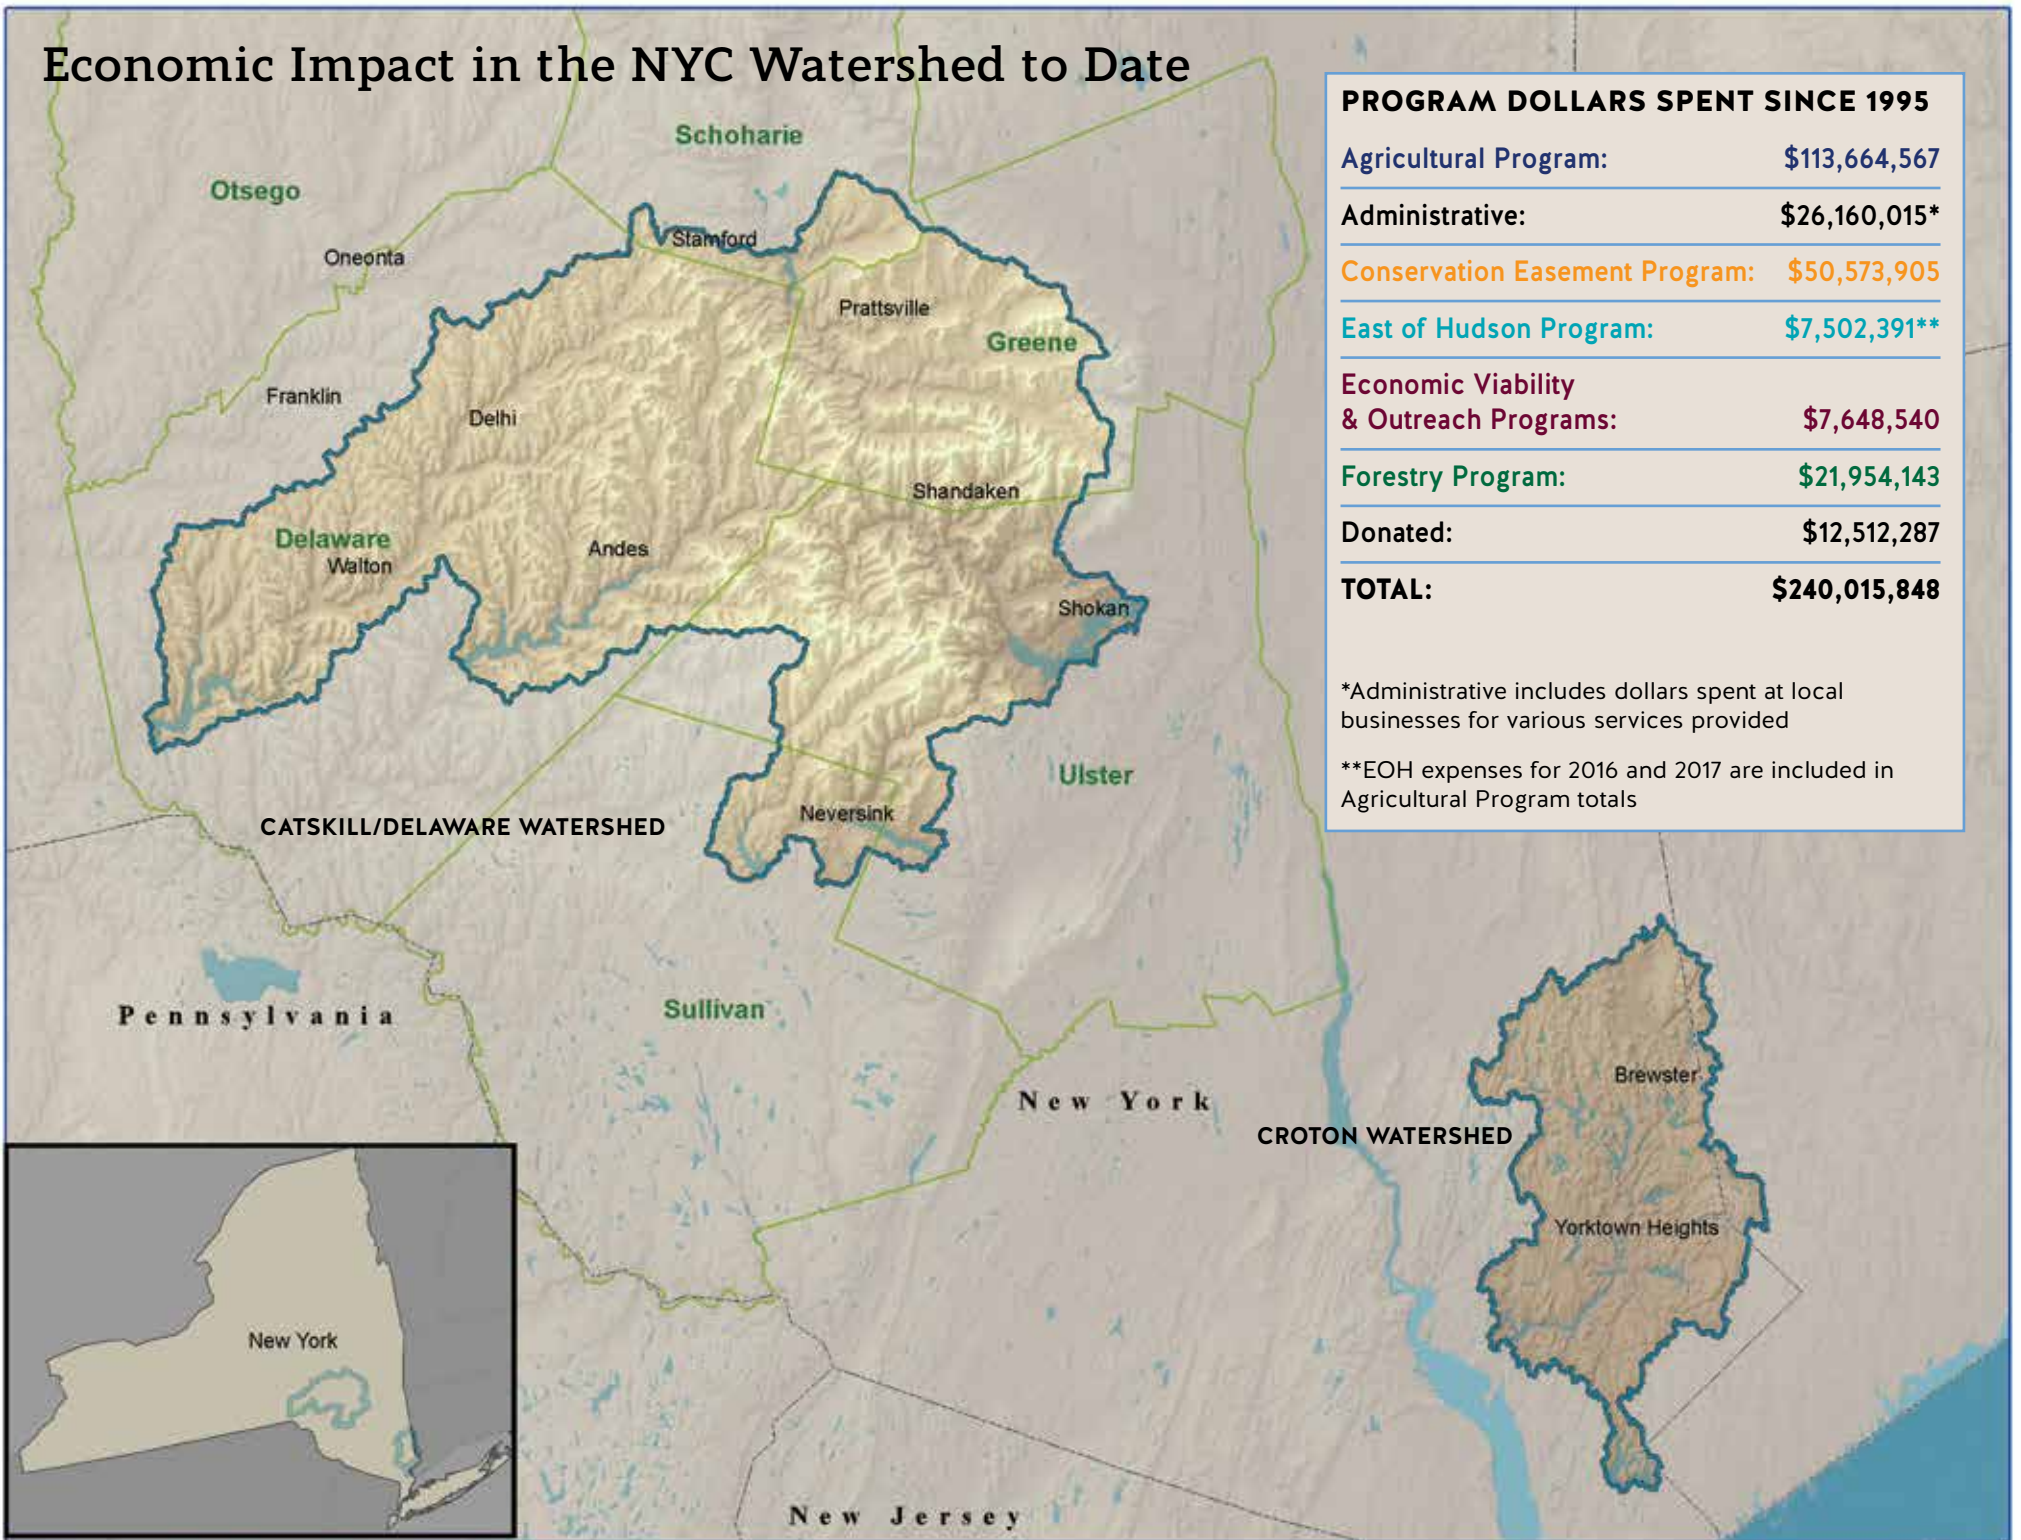 Economic Impact in the NYC Watershed to Date
PROGRAM DOLLARS SPENT SINCE 1995
Agricultural Program: $113,664,567
Administrative: $26,160,015*
Conservation Easement Program: $50,573,905
East of Hudson Program: $7,502,391**
Economic Viability
& Outreach Programs: $7,648,540
Forestry Program: $21,954,143
Donated: $12,512,287
TOTAL: $240,015,848
*Administrative includes dollars spent at local
businesses for various services provided
**EOH expenses for 2016 and 2017 are included in
Agricultural Program totals
Schoharie
Otsego
Stamford
Oneonta
Prattsville
Greene
Franklin
Delhi
Shandaken
Delaware
Walton
Andes
Shokan
Ulster
Neversink
CATSKILL/DELAWARE WATERSHED
Sullivan
Pennsylvania
Brewster
New York
CROTON WATERSHED
Yorktown Heights
New York
New Jersey